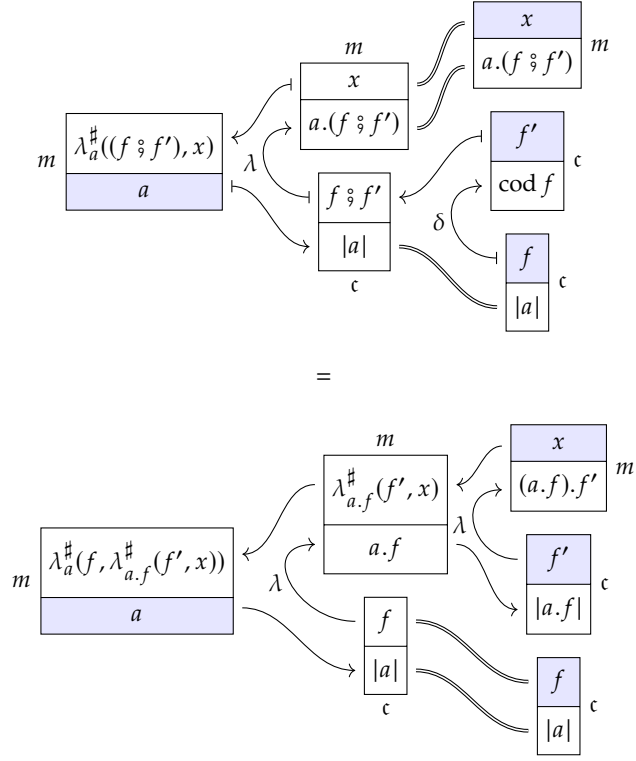 x
m
a.(f ⨟ f′)
m
x
a.(f ⨟ f′)
λ
m
λ♯a((f ⨟ f′), x)
a
f ⨟ f′
|a|
𝔠
f′
cod f
𝔠
δ
f
|a|
𝔠
=
m
λ♯a.f(f′, x)
a.f
λ
x
(a.f).f′
m
λ
m
λ♯a(f, λ♯a.f(f′, x))
a
f′
|a.f|
𝔠
f
|a|
𝔠
f
|a|
𝔠